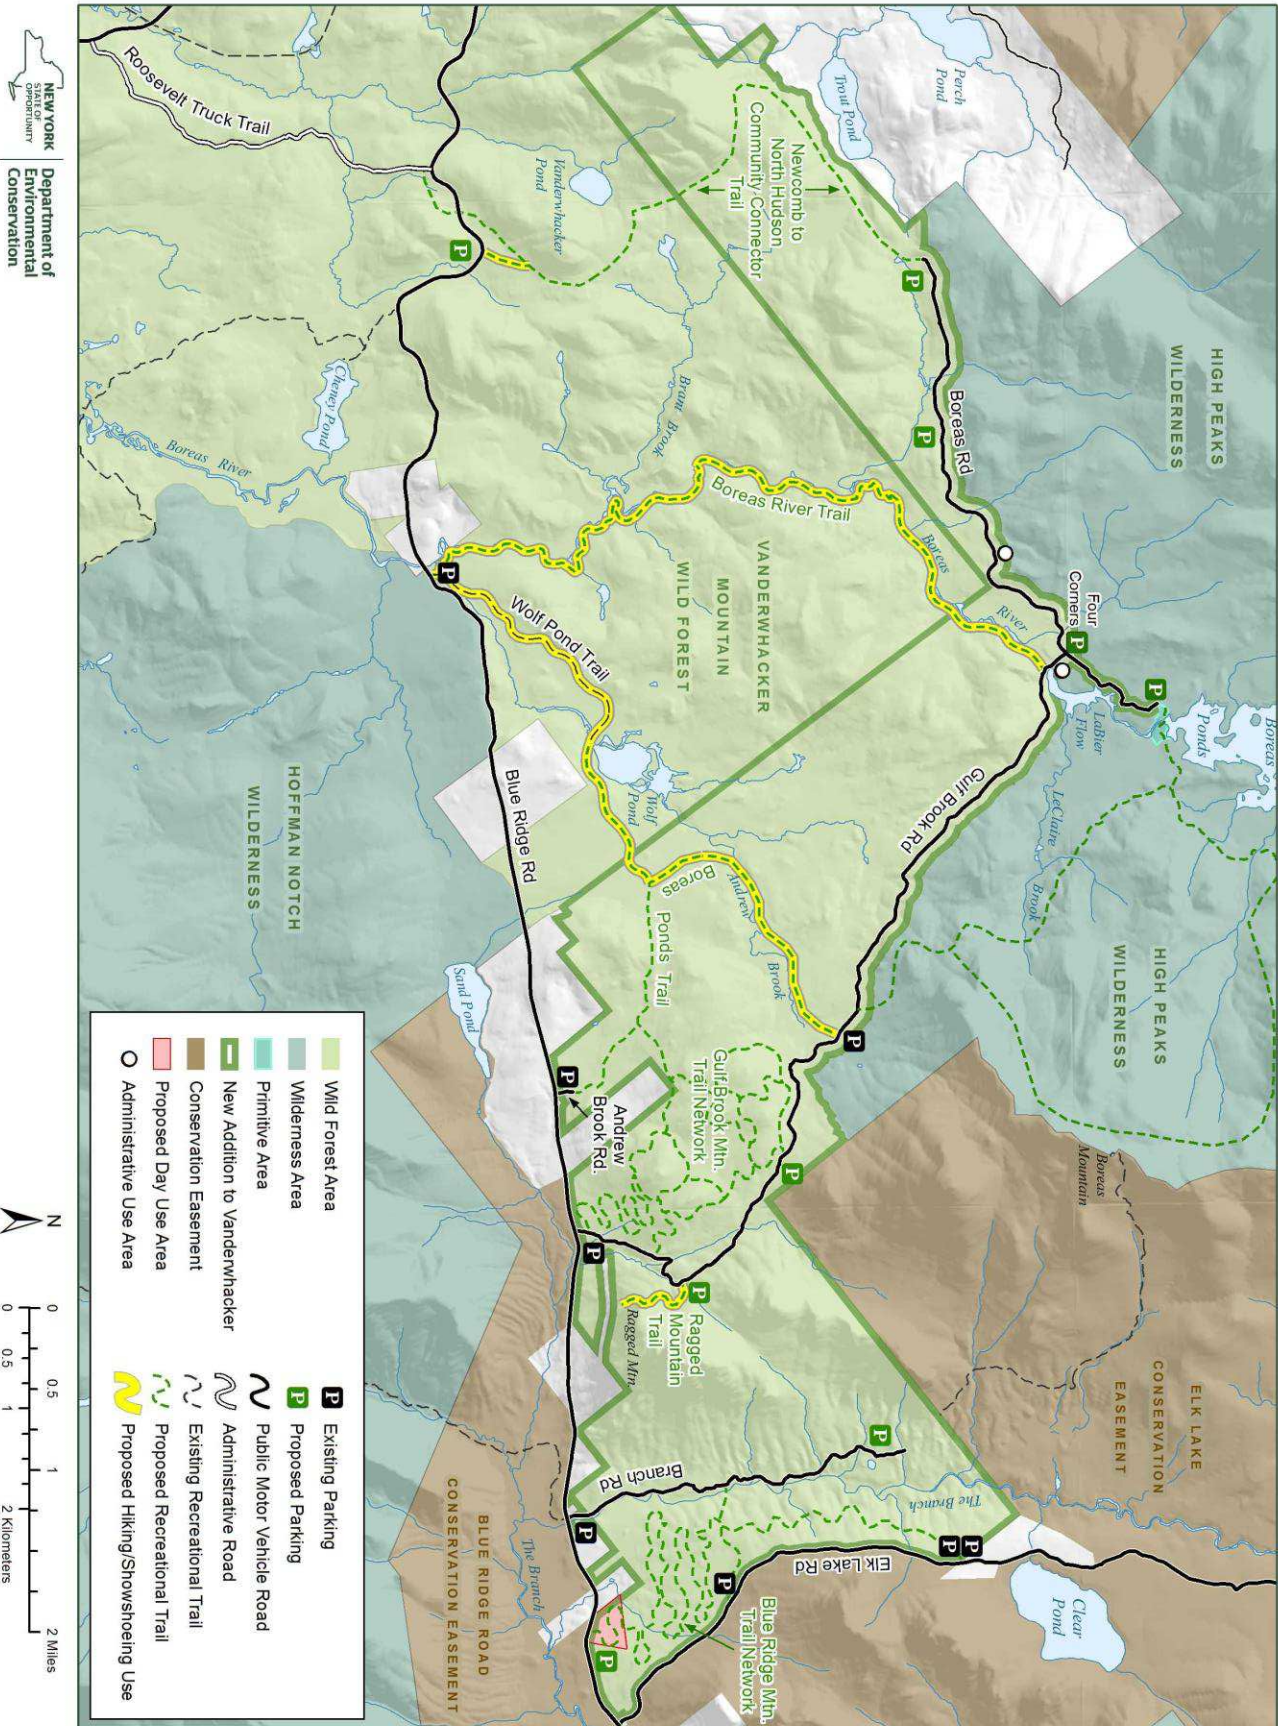 Perch
Pond
Trout Pond
HIGH PEAKS
WILDERNESS
Boreas
Ponds
Newcomb to
North Hudson
Community Connector
Trail
Boreas Rd
Four
Corners
LaBier
Flow
LeClaire
Brook
HIGH PEAKS
WILDERNESS
Boreas
Mountain
ELK LAKE
CONSERVATION
EASEMENT
Clear
Pond
P
P
P
P
P
P
P
P
P
P
Vanderwhacker
Pond
Brant Brook
Boreas River Trail
Boreas
River
VANDERWHACKER
MOUNTAIN
WILD FOREST
Gulf Brook Rd
Andrew
Brook
Boreas
Ponds Trail
Gulf Brook Mtn.
Trail Network
Ragged
Mountain
Trail
Ragged Mtn.
Branch Rd
The Branch
Elk Lake Rd
Blue Ridge Mtn.
Trail Network
Roosevelt Truck Trail
P
Cheney Pond
Boreas River
P
Wolf Pond Trail
Wolf
Pond
Blue Ridge Rd
P
Andrew
Brook Rd.
P
P
P
HOFFMAN NOTCH
WILDERNESS
Sand Pond
The Branch
BLUE RIDGE ROAD
CONSERVATION EASEMENT
Wild Forest Area
Wilderness Area
Primitive Area
New Addition to Vanderwhacker
Conservation Easement
Proposed Day Use Area
Administrative Use Area
P Existing Parking
P Proposed Parking
Public Motor Vehicle Road
Administrative Road
Existing Recreational Trail
Proposed Recreational Trail
Proposed Hiking/Showshoeing Use
NEW YORK
STATE OF
OPPORTUNITY
Department of
Environmental
Conservation
N
0 0.5 1 2 Miles
0 0.5 1 2 Kilometers